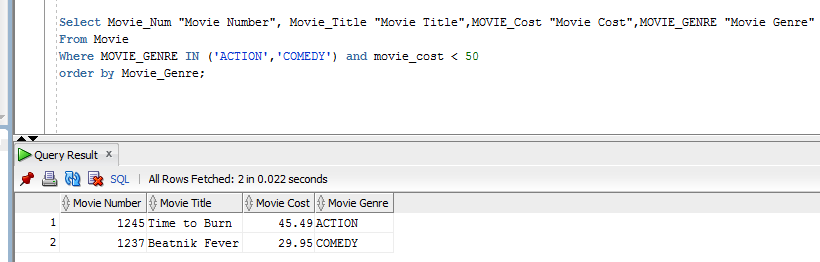 Select Movie_Num "Movie Number", Movie_Title "Movie Title",MOVIE_Cost "Movie Cost",MOVIE_GENRE "Movie Genre"
From Movie
Where MOVIE_GENRE IN ('ACTION','COMEDY') and movie_cost < 50
order by Movie_Genre;
Query Result x
SQL | All Rows Fetched: 2 in 0.022 seconds
Movie Number Movie Title Movie Cost Movie Genre
1 1245 Time to Burn 45.49 ACTION
2 1237 Beatnik Fever 29.95 COMEDY